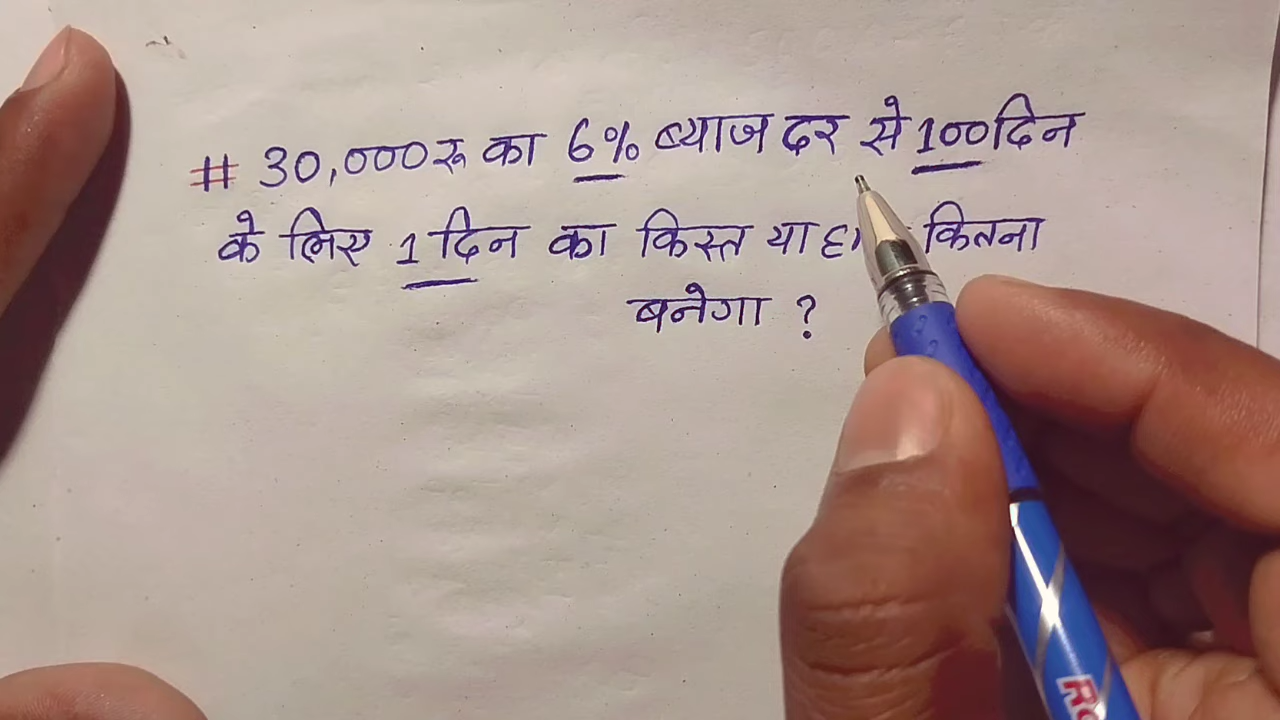 # 30,000रु का 6% ब्याज दर से 100दिन
के लिए 1 दिन का किस्त या कितना
बनेगा ?